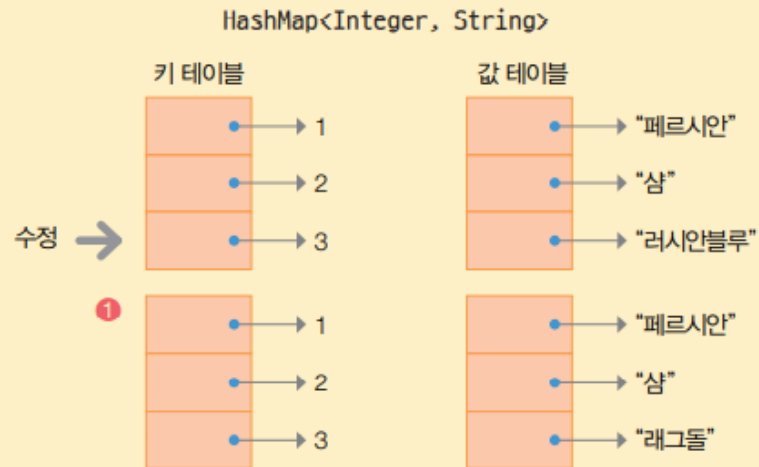 HashMap<Integer, String>
키 테이블 값 테이블
1 “페르시안”
2 “샴”
수정 3 “러시안블루”
1
1 “페르시안”
2 “샴”
3 “래그돌”